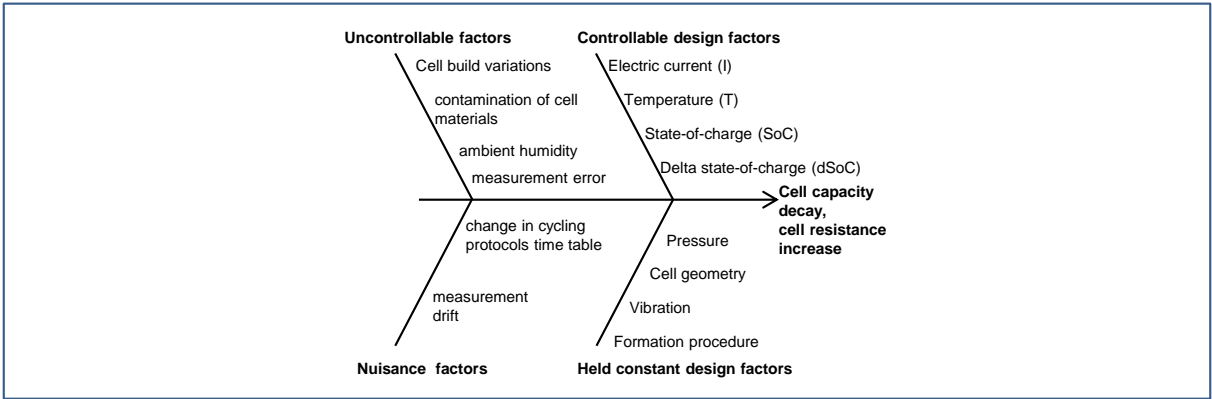 Uncontrollable factors
Cell build variations
contamination of cell
materials
ambient humidity
measurement error
Controllable design factors
Electric current (I)
Temperature (T)
State-of-charge (SoC)
Delta state-of-charge (dSoC)
Cell capacity
decay,
cell resistance
increase
change in cycling
protocols time table
measurement
drift
Nuisance factors
Pressure
Cell geometry
Vibration
Formation procedure
Held constant design factors